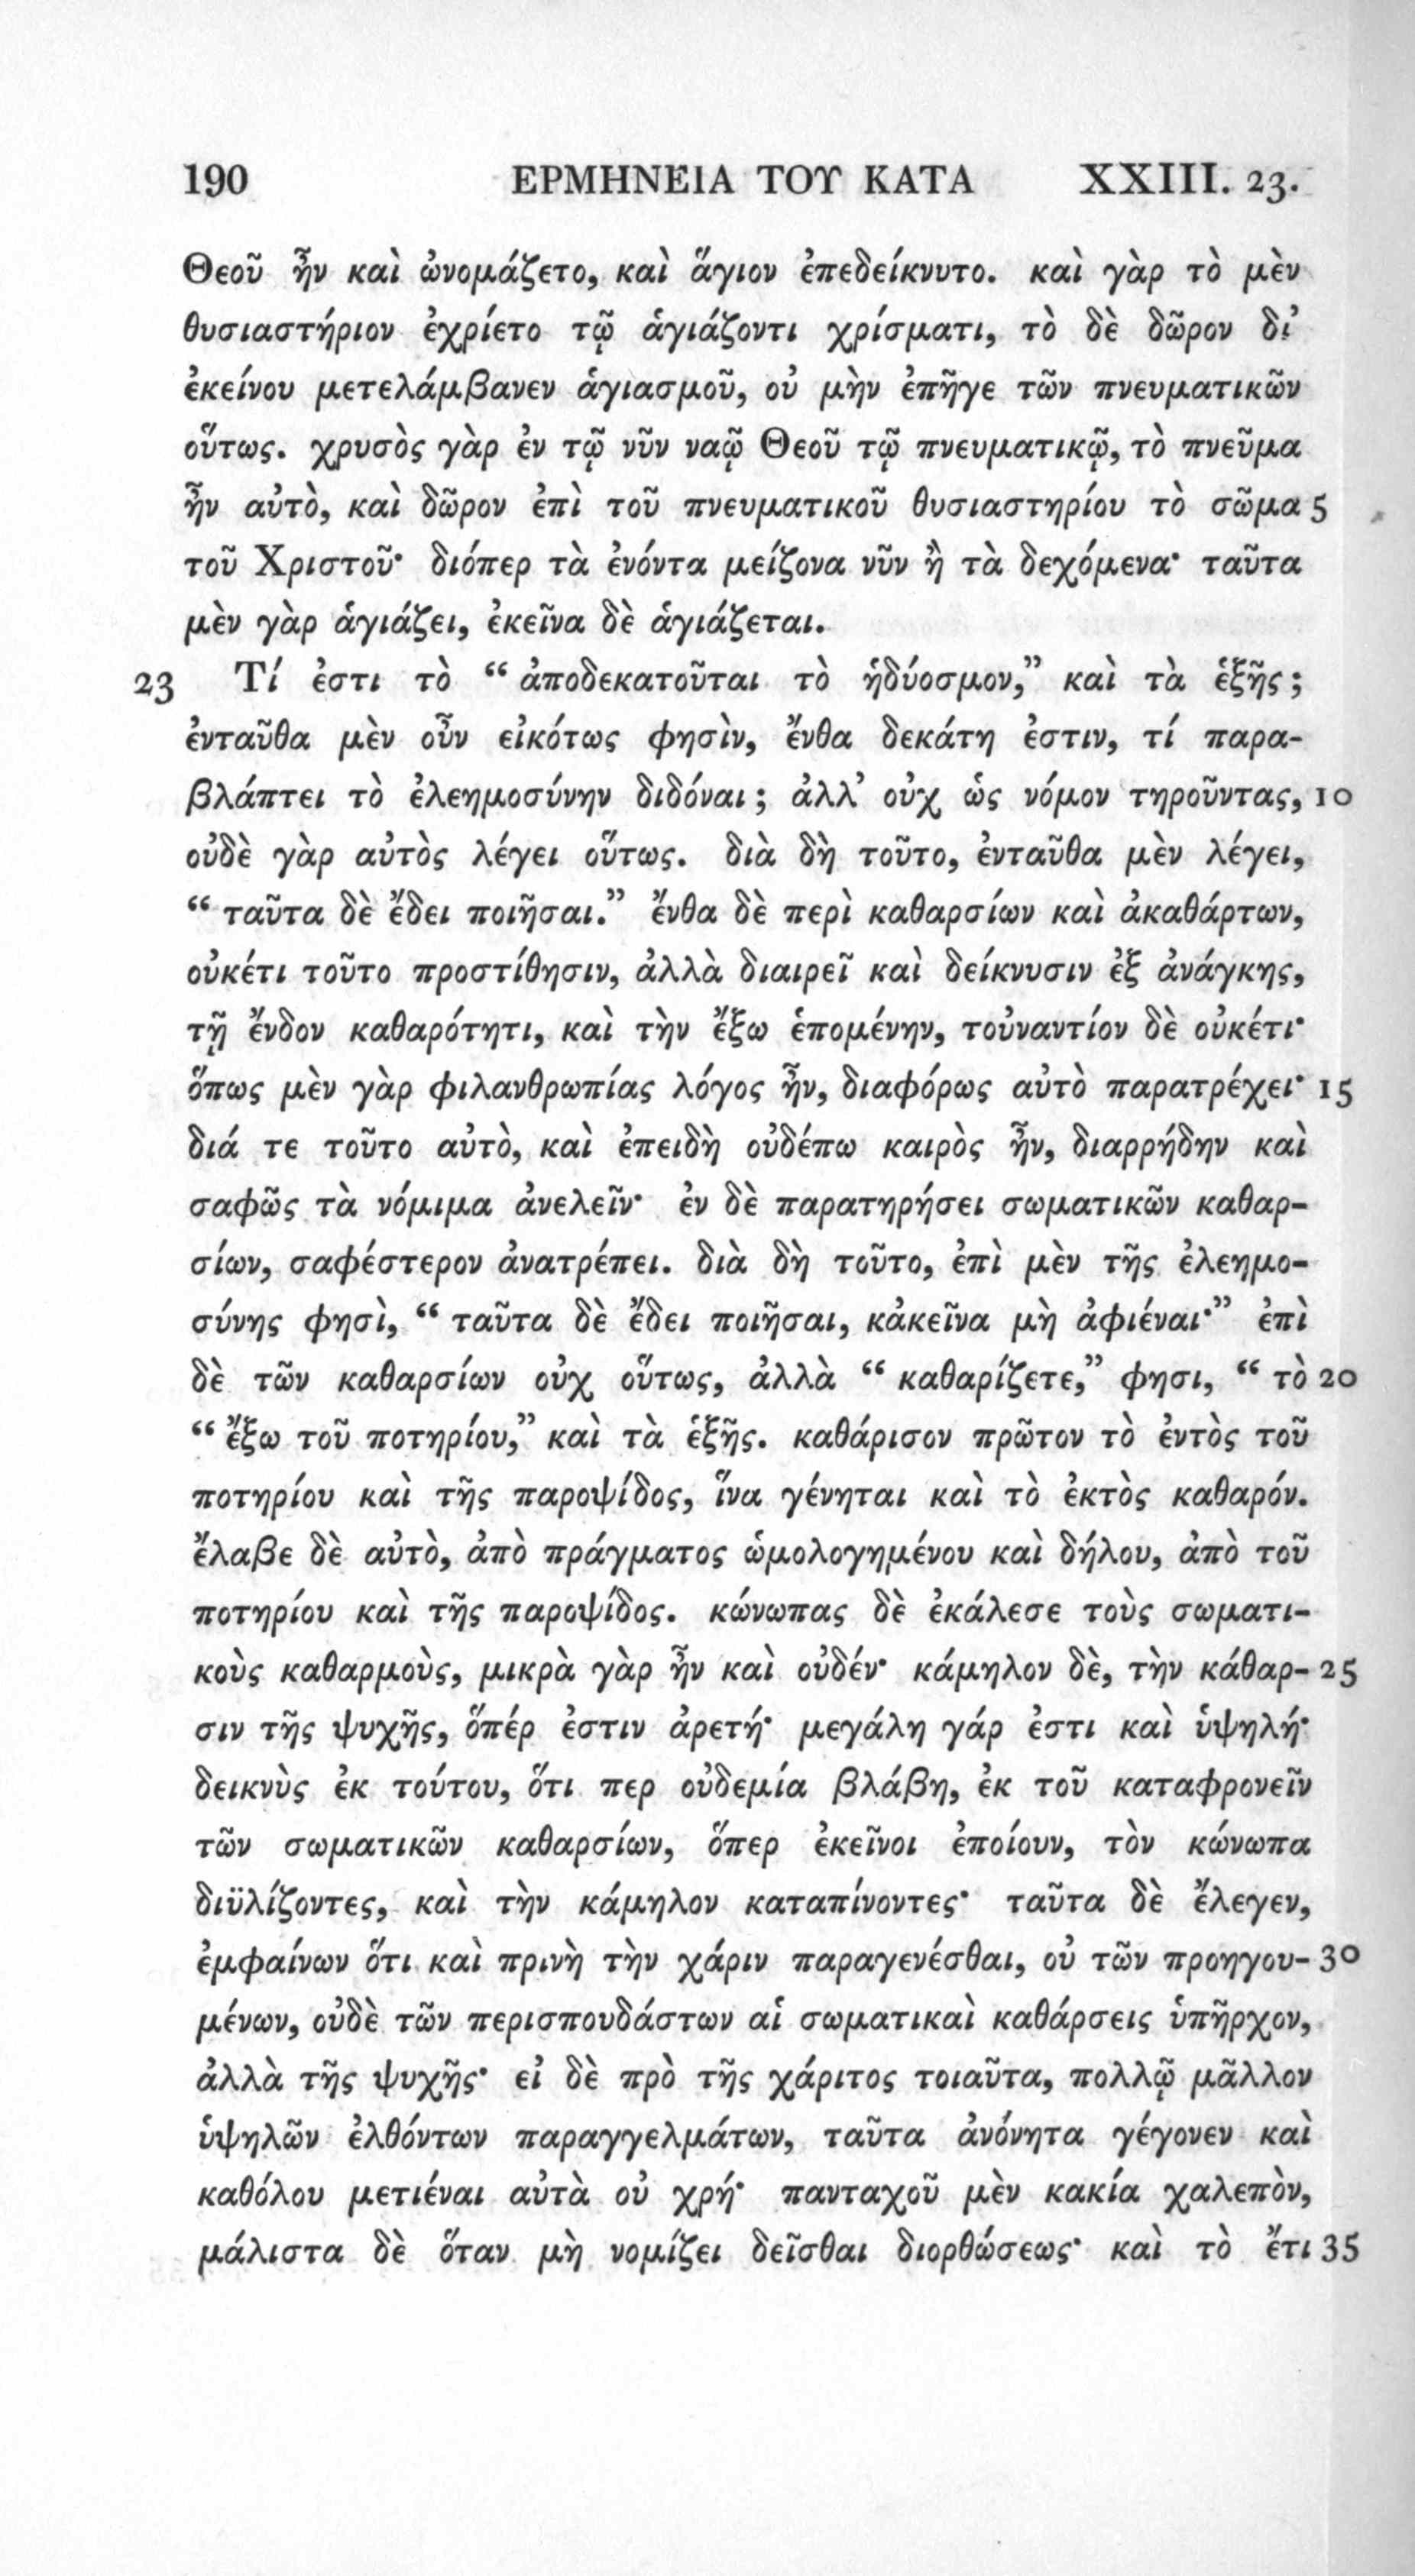 190 ΕΡΜΗΝΕΙΑ ΤΟΥ ΚΑΤΑ XXIII. 23.
Θεοῦ ἦν καὶ ὠνομάζετο, καὶ ἅγιον ἐπεδείκνυτο. καὶ γὰρ τὸ μὲν
θυσιαστήριον ἐχρίετο τῷ ἁγιάζοντι χρίσματι, τὸ δὲ δῶρον δι’
ἐκείνου μετελάμβανεν ἁγιασμοῦ, οὐ μὴν ἐπῆγε τῶν πνευματικῶν
οὕτως. χρυσὸς γὰρ ἐν τῷ νῦν ναῷ Θεοῦ τῷ πνευματικῷ, τὸ πνεῦμα
ἦν αὐτὸ, καὶ δῶρον ἐπὶ τοῦ πνευματικοῦ θυσιαστηρίου τὸ σῶμα 5
τοῦ Χριστοῦ· διόπερ τὰ ἐνόντα μείζονα νῦν ἢ τὰ δεχόμενα· ταῦτα
μὲν γὰρ ἁγιάζει, ἐκεῖνα δὲ ἁγιάζεται.
23 Τί ἐστι τὸ “ ἀποδεκατοῦται τὸ ἡδύοσμον,” καὶ τὰ ἑξῆς ;
ἐνταῦθα μὲν οὖν εἰκότως φησὶν, ἔνθα δεκάτη ἐστιν, τί παρα-
βλάπτει τὸ ἐλεημοσύνην διδόναι ; ἀλλ’ οὐχ ὡς νόμον τηροῦντας, 10
οὐδὲ γὰρ αὐτὸς λέγει οὕτως. διὰ δὴ τοῦτο, ἐνταῦθα μὲν λέγει,
“ ταῦτα δὲ ἔδει ποιῆσαι.” ἔνθα δὲ περὶ καθαρσίων καὶ ἀκαθάρτων,
οὐκέτι τοῦτο προστίθησιν, ἀλλὰ διαιρεῖ καὶ δείκνυσιν ἐξ ἀνάγκης,
τῇ ἔνδον καθαρότητι, καὶ τὴν ἔξω ἑπομένην, τοὐναντίον δὲ οὐκέτι·
ὅπως μὲν γὰρ φιλανθρωπίας λόγος ἦν, διαφόρως αὐτὸ παρατρέχει· 15
διά τε τοῦτο αὐτὸ, καὶ ἐπειδὴ οὐδέπω καιρὸς ἦν, διαρρήδην καὶ
σαφῶς τὰ νόμιμα ἀνελεῖν· ἐν δὲ παρατηρήσει σωματικῶν καθαρ-
σίων, σαφέστερον ἀνατρέπει. διὰ δὴ τοῦτο, ἐπὶ μὲν τῆς ἐλεημο-
σύνης φησὶ, “ ταῦτα δὲ ἔδει ποιῆσαι, κἀκεῖνα μὴ ἀφιέναι·” ἐπὶ
δὲ τῶν καθαρσίων οὐχ οὕτως, ἀλλὰ “ καθαρίζετε,” φησι, “ τὸ 20
“ ἔξω τοῦ ποτηρίου,” καὶ τὰ ἑξῆς. καθάρισον πρῶτον τὸ ἐντὸς τοῦ
ποτηρίου καὶ τῆς παροψίδος, ἵνα γένηται καὶ τὸ ἐκτὸς καθαρόν.
ἔλαβε δὲ αὐτὸ, ἀπὸ πράγματος ὡμολογημένου καὶ δήλου, ἀπὸ τοῦ
ποτηρίου καὶ τῆς παροψίδος. κώνωπας δὲ ἐκάλεσε τοὺς σωματι-
κοὺς καθαρμοὺς, μικρὰ γὰρ ἦν καὶ οὐδέν· κάμηλον δὲ, τὴν κάθαρ- 25
σιν τῆς ψυχῆς, ὅπέρ ἐστιν ἀρετή· μεγάλη γάρ ἐστι καὶ ὑψηλή·
δεικνὺς ἐκ τούτου, ὅτι περ οὐδεμία βλάβη, ἐκ τοῦ καταφρονεῖν
τῶν σωματικῶν καθαρσίων, ὅπερ ἐκεῖνοι ἐποίουν, τὸν κώνωπα
διϋλίζοντες, καὶ τὴν κάμηλον καταπίνοντες· ταῦτα δὲ ἔλεγεν,
ἐμφαίνων ὅτι καὶ πρινὴ τὴν χάριν παραγενέσθαι, οὐ τῶν προηγου- 30
μένων, οὐδὲ τῶν περισπουδάστων αἱ σωματικαὶ καθάρσεις ὑπῆρχον,
ἀλλὰ τῆς ψυχῆς· εἰ δὲ πρὸ τῆς χάριτος τοιαῦτα, πολλῷ μᾶλλον
ὑψηλῶν ἐλθόντων παραγγελμάτων, ταῦτα ἀνόνητα γέγονεν καὶ
καθόλου μετιέναι αὐτὰ οὐ χρή· πανταχοῦ μὲν κακία χαλεπὸν,
μάλιστα δὲ ὅταν μὴ νομίζει δεῖσθαι διορθώσεως· καὶ τὸ ἔτι 35